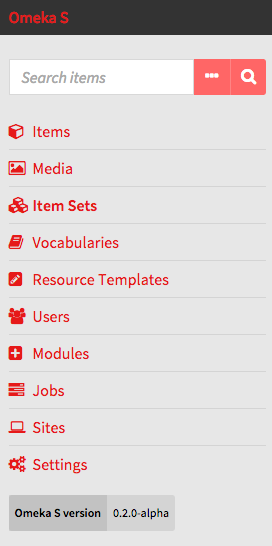 Omeka S
Search items
Items
Media
Item Sets
Vocabularies
Resource Templates
Users
Modules
Jobs
Sites
Settings
Omeka S version 0.2.0-alpha